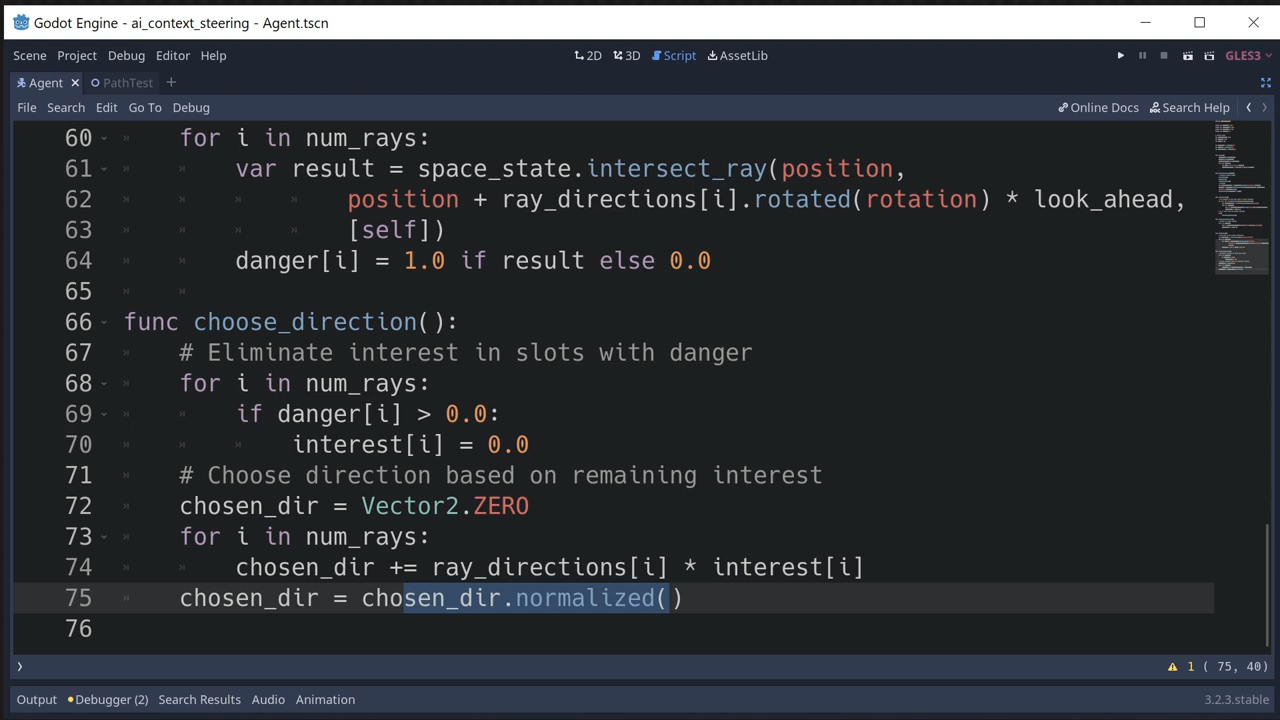 Godot Engine - ai_context_steering - Agent.tscn
Scene Project Debug Editor Help 2D 3D Script AssetLib GLES3
Agent PathTest
File Search Edit Go To Debug Online Docs Search Help
60 for i in num_rays:
61 var result = space_state.intersect_ray(position,
62 position + ray_directions[i].rotated(rotation) * look_ahead,
63 [self])
64 danger[i] = 1.0 if result else 0.0
65
66 func choose_direction():
67 # Eliminate interest in slots with danger
68 for i in num_rays:
69 if danger[i] > 0.0:
70 interest[i] = 0.0
71 # Choose direction based on remaining interest
72 chosen_dir = Vector2.ZERO
73 for i in num_rays:
74 chosen_dir += ray_directions[i] * interest[i]
75 chosen_dir = chosen_dir.normalized()
76
1 ( 75, 40)
Output Debugger (2) Search Results Audio Animation 3.2.3.stable